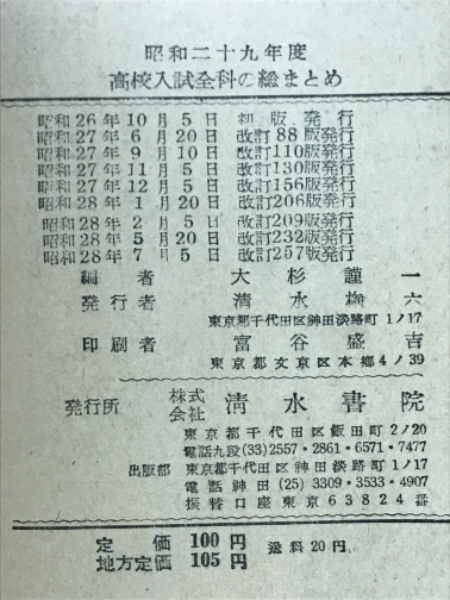 昭和二十九年度
高校入試全科の総まとめ
昭和26年10月5日 初版発行
昭和27年6月20日 改訂88版発行
昭和27年9月10日 改訂110版発行
昭和27年11月5日 改訂130版発行
昭和27年12月5日 改訂156版発行
昭和28年1月20日 改訂206版発行
昭和28年2月5日 改訂209版発行
昭和28年5月20日 改訂232版発行
昭和28年7月5日 改訂257版発行
編者 大杉謹一
発行者 清水 六
東京都千代田区神田淡路町1ノ17
印刷者 富谷盛吉
東京都文京区本郷4ノ39
発行所 株式会社 清水書院
東京都千代田区飯田町2ノ20
電話九段(33)2557・2861・6571・7477
出版部 東京都千代田区神田淡路町1ノ17
電話神田(25)3309・3533・4907
振替口座東京63824番
定価 100円 送料20円
地方定価 105円